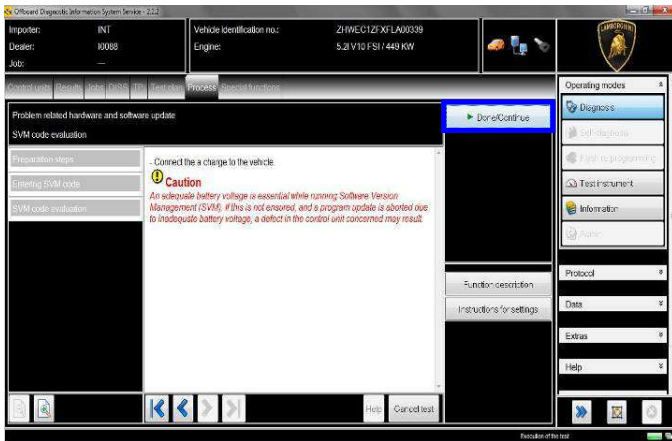 Offboard Diagnostic Information System Service - 2.2.2
Importer: INT
Dealer: 10088
Job: ---
Vehicle identification no.: ZHWEC1ZFXFLA00339
Engine: 5.2l V10 FSI / 449 KW
LAMBORGHINI
Control units Results Jobs DISS TP Test plan Process Special functions
Problem related hardware and software update
SVM code evaluation
Preparation steps
Entering SVM code
SVM code evaluation
- Connect the a charge to the vehicle.
Caution
An adequate battery voltage is essential while running Software Version
Management (SVM). If this is not ensured, and a program update is aborted due
to inadequate battery voltage, a defect in the control unit concerned may result.
Done/Continue
Function description
Instructions for settings
Help
Cancel test
Operating modes
Diagnosis
Self-diagnosis
Flash reprogramming
Test instrument
Information
Admin
Protocol
Data
Extras
Help
Execution of the test